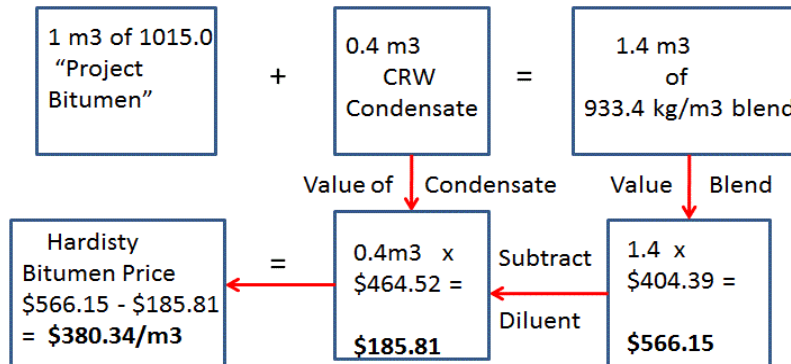 1 m3 of 1015.0
“Project
Bitumen”
+
0.4 m3
CRW
Condensate
=
1.4 m3
of
933.4 kg/m3 blend
Value of Condensate
Value Blend
Hardisty
Bitumen Price
$566.15 - $185.81
= $380.34/m3
=
0.4m3 x
$464.52 =
$185.81
Subtract
Diluent
1.4 x
$404.39 =
$566.15